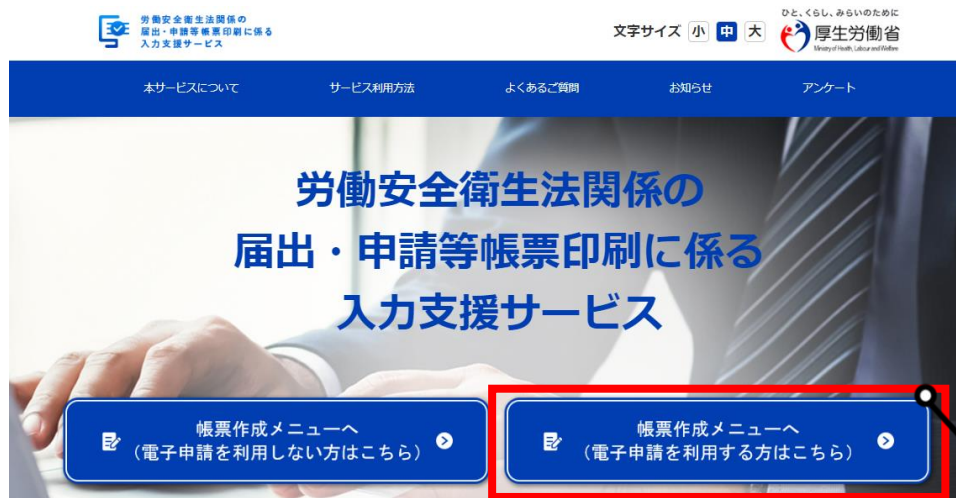 労働安全衛生法関係の
届出・申請等帳票印刷に係る
入力支援サービス
文字サイズ 小 中 大
ひと、くらし、みらいのために
厚生労働省
Ministry of Health, Labour and Welfare
本サービスについて サービス利用方法 よくあるご質問 お知らせ アンケート
労働安全衛生法関係の
届出・申請等帳票印刷に係る
入力支援サービス
帳票作成メニューへ
（電子申請を利用しない方はこちら）
帳票作成メニューへ
（電子申請を利用する方はこちら）